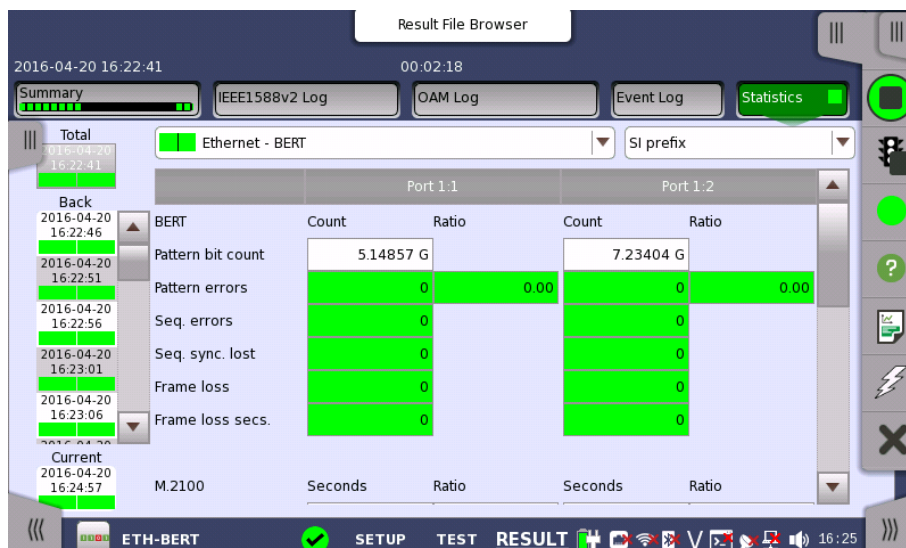 Result File Browser
2016-04-20 16:22:41 00:02:18
Summary IEEE1588v2 Log OAM Log Event Log Statistics
Total
2016-04-20
16:22:41
Ethernet - BERT SI prefix
Port 1:1 Port 1:2
Back
2016-04-20
16:22:46
2016-04-20
16:22:51
2016-04-20
16:22:56
2016-04-20
16:23:01
2016-04-20
16:23:06
2016-04-20
BERT Count Ratio Count Ratio
Pattern bit count 5.14857 G 7.23404 G
Pattern errors 0 0.00 0 0.00
Seq. errors 0 0
Seq. sync. lost 0 0
Frame loss 0 0
Frame loss secs. 0 0
Current
2016-04-20
16:24:57
M.2100 Seconds Ratio Seconds Ratio
ETH-BERT SETUP TEST RESULT 16:25